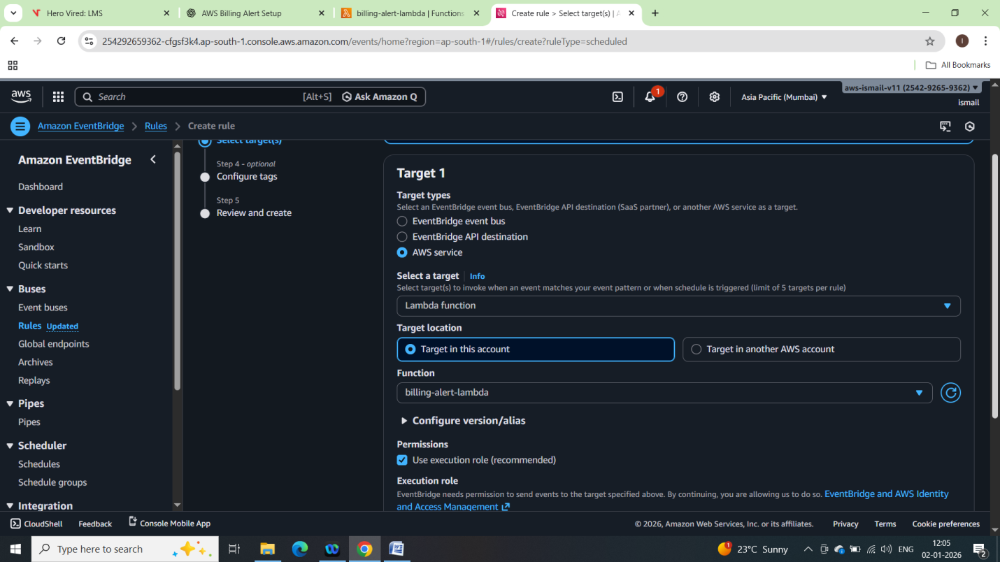 Hero Vired: LMS
AWS Billing Alert Setup
billing-alert-lambda | Functions
Create rule > Select target(s) | A
254292659362-cfgsf3k4.ap-south-1.console.aws.amazon.com/events/home?region=ap-south-1#/rules/create?ruleType=scheduled
I
All Bookmarks
aws
Search
[Alt+S]
Ask Amazon Q
1
Asia Pacific (Mumbai)
aws-ismail-v11 (2542-9265-9362)
ismail
Amazon EventBridge
Rules
Create rule
Amazon EventBridge
Dashboard
Developer resources
Learn
Sandbox
Quick starts
Buses
Event buses
Rules Updated
Global endpoints
Archives
Replays
Pipes
Pipes
Scheduler
Schedules
Schedule groups
Integration
Select target(s)
Step 4 - optional
Configure tags
Step 5
Review and create
Target 1
Target types
Select an EventBridge event bus, EventBridge API destination (SaaS partner), or another AWS service as a target.
EventBridge event bus
EventBridge API destination
AWS service
Select a target Info
Select target(s) to invoke when an event matches your event pattern or when schedule is triggered (limit of 5 targets per rule)
Lambda function
Target location
Target in this account
Target in another AWS account
Function
billing-alert-lambda
Configure version/alias
Permissions
Use execution role (recommended)
Execution role
EventBridge needs permission to send events to the target specified above. By continuing, you are allowing us to do so. EventBridge and AWS Identity
and Access Management
CloudShell
Feedback
Console Mobile App
© 2026, Amazon Web Services, Inc. or its affiliates.
Privacy
Terms
Cookie preferences
Type here to search
1
23°C Sunny
ENG
12:05
02-01-2026
2